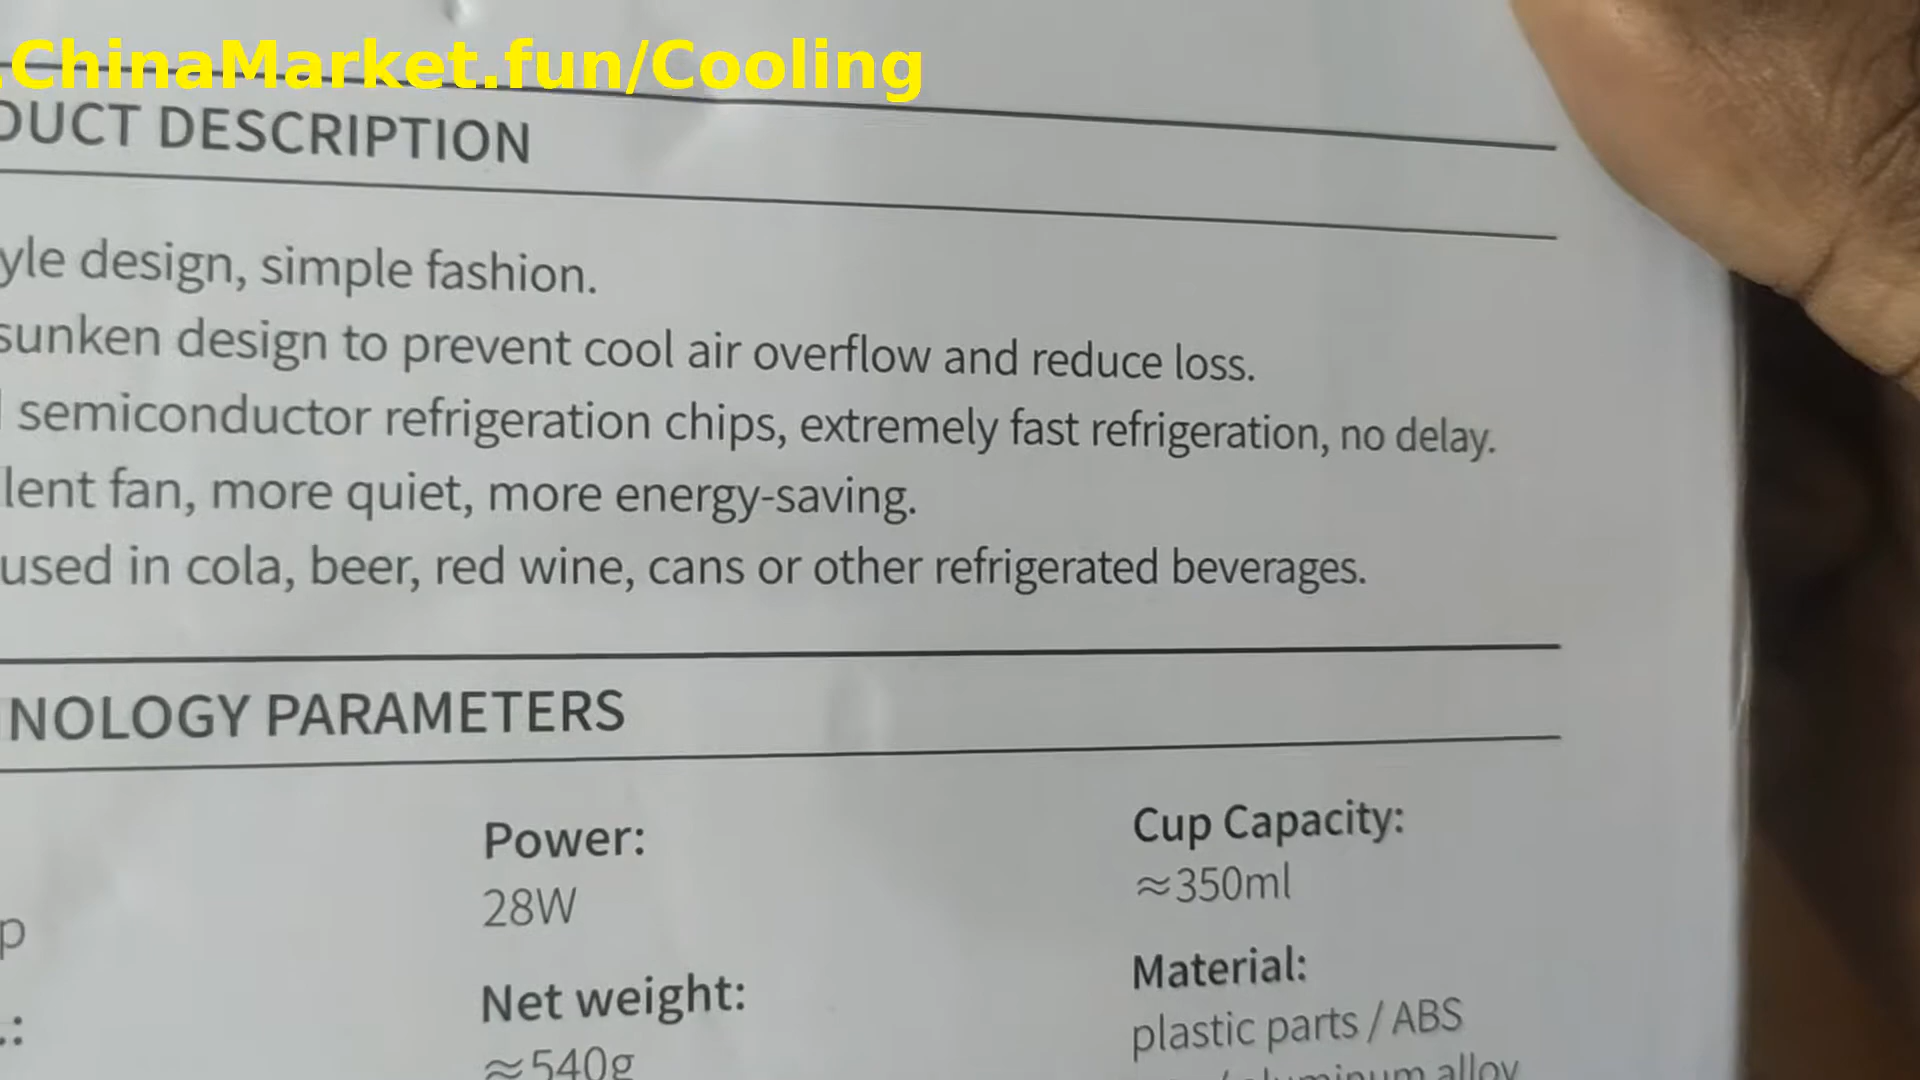 .ChinaMarket.fun/Cooling
DUCT DESCRIPTION
yle design, simple fashion.
sunken design to prevent cool air overflow and reduce loss.
semiconductor refrigeration chips, extremely fast refrigeration, no delay.
lent fan, more quiet, more energy-saving.
used in cola, beer, red wine, cans or other refrigerated beverages.
NOLOGY PARAMETERS
Power:
28W
Cup Capacity:
≈350ml
p
Net weight:
≈540g
Material:
plastic parts / ABS
/ aluminum alloy